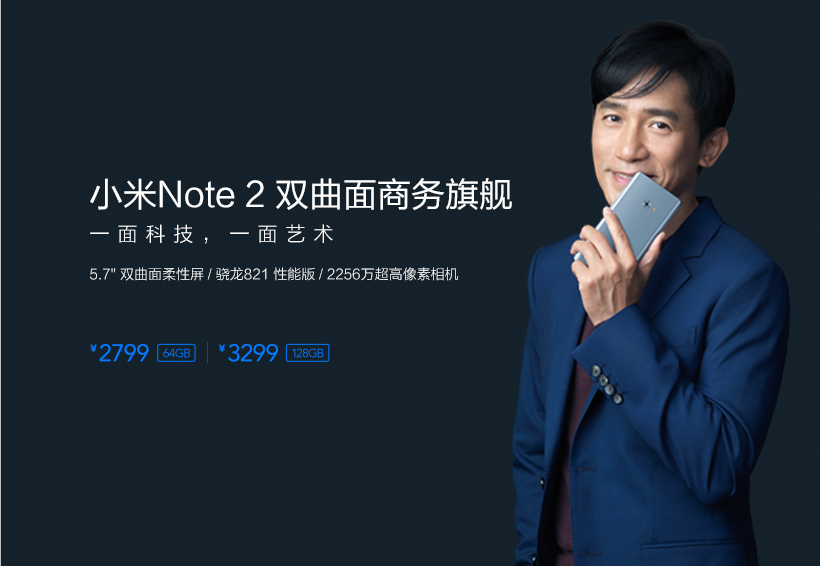 小米Note 2 双曲面商务旗舰
一面科技，一面艺术
5.7" 双曲面柔性屏 / 骁龙821 性能版 / 2256万超高像素相机
¥2799 64GB | ¥3299 128GB